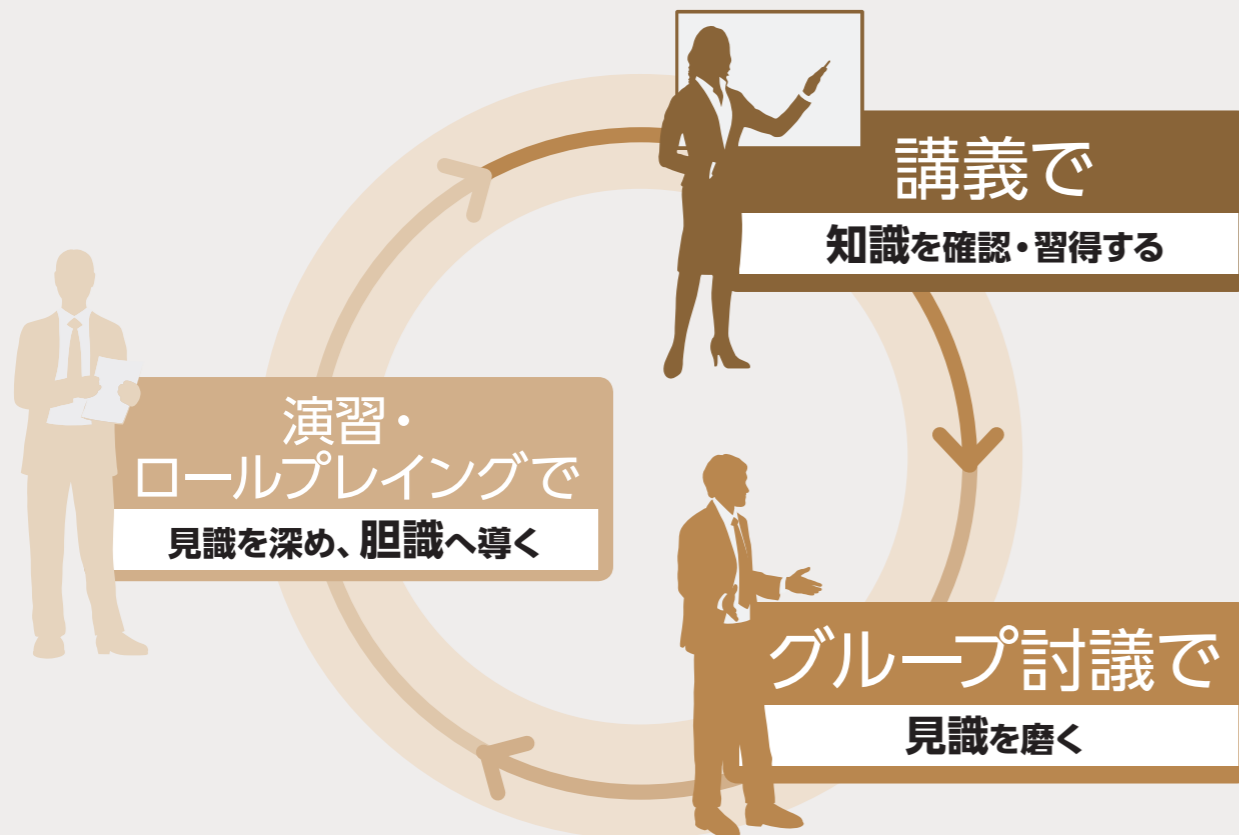 講義で
知識を確認・習得する
グループ討議で
見識を磨く
演習・
ロールプレイングで
見識を深め、胆識へ導く